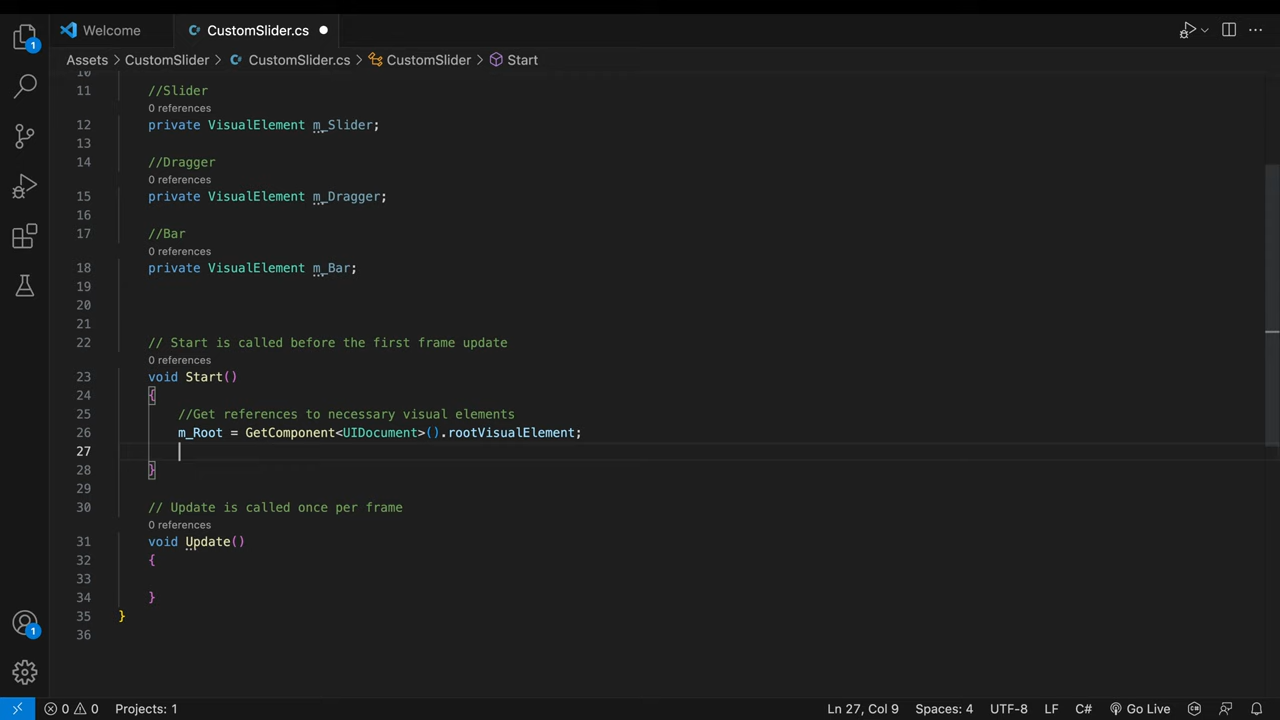 Welcome
CustomSlider.cs
Assets > CustomSlider > CustomSlider.cs > CustomSlider > Start
1
10
11 //Slider
0 references
12 private VisualElement m_Slider;
13
14 //Dragger
0 references
15 private VisualElement m_Dragger;
16
17 //Bar
0 references
18 private VisualElement m_Bar;
19
20
21
22 // Start is called before the first frame update
0 references
23 void Start()
24 {
25 //Get references to necessary visual elements
26 m_Root = GetComponent<UIDocument>().rootVisualElement;
27
28 }
29
30 // Update is called once per frame
0 references
31 void Update()
32 {
33
34 }
35 }
36
1
0 0 Projects: 1 Ln 27, Col 9 Spaces: 4 UTF-8 LF C# Go Live